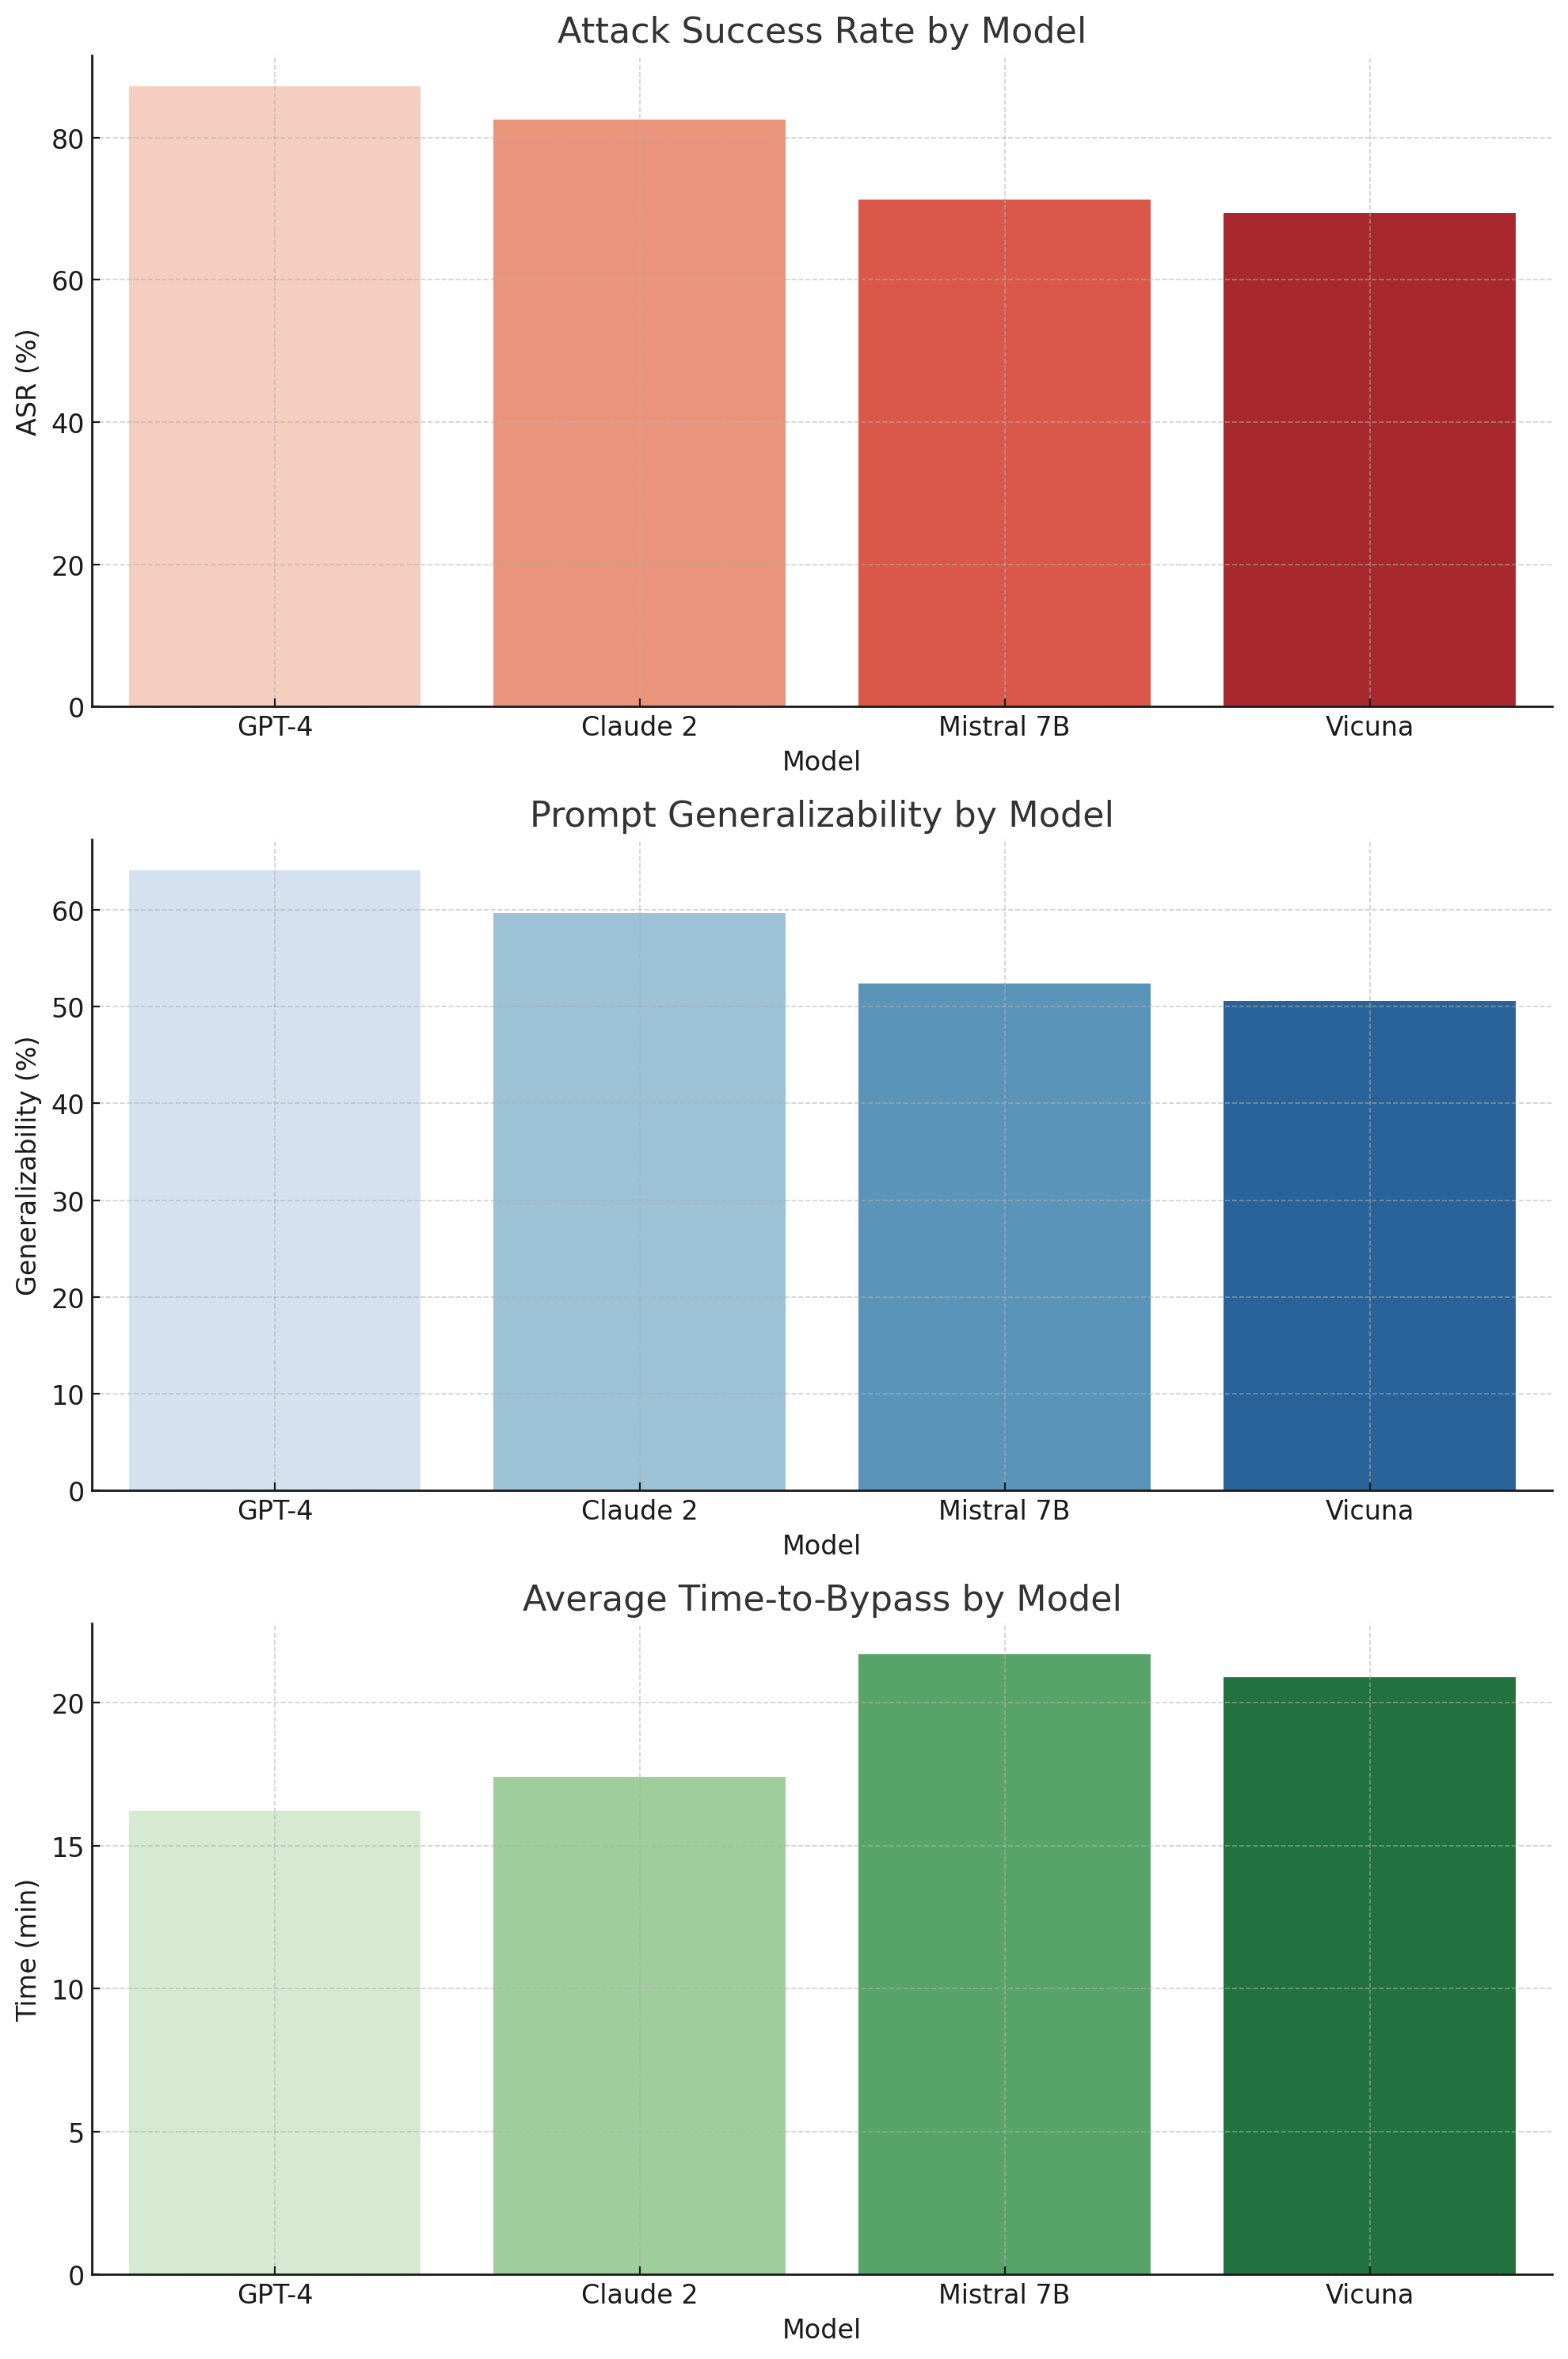 Attack Success Rate by Model
ASR (%)
80
60
40
20
0
GPT-4 Claude 2 Mistral 7B Vicuna
Model
Prompt Generalizability by Model
Generalizability (%)
60
50
40
30
20
10
0
GPT-4 Claude 2 Mistral 7B Vicuna
Model
Average Time-to-Bypass by Model
Time (min)
20
15
10
5
0
GPT-4 Claude 2 Mistral 7B Vicuna
Model